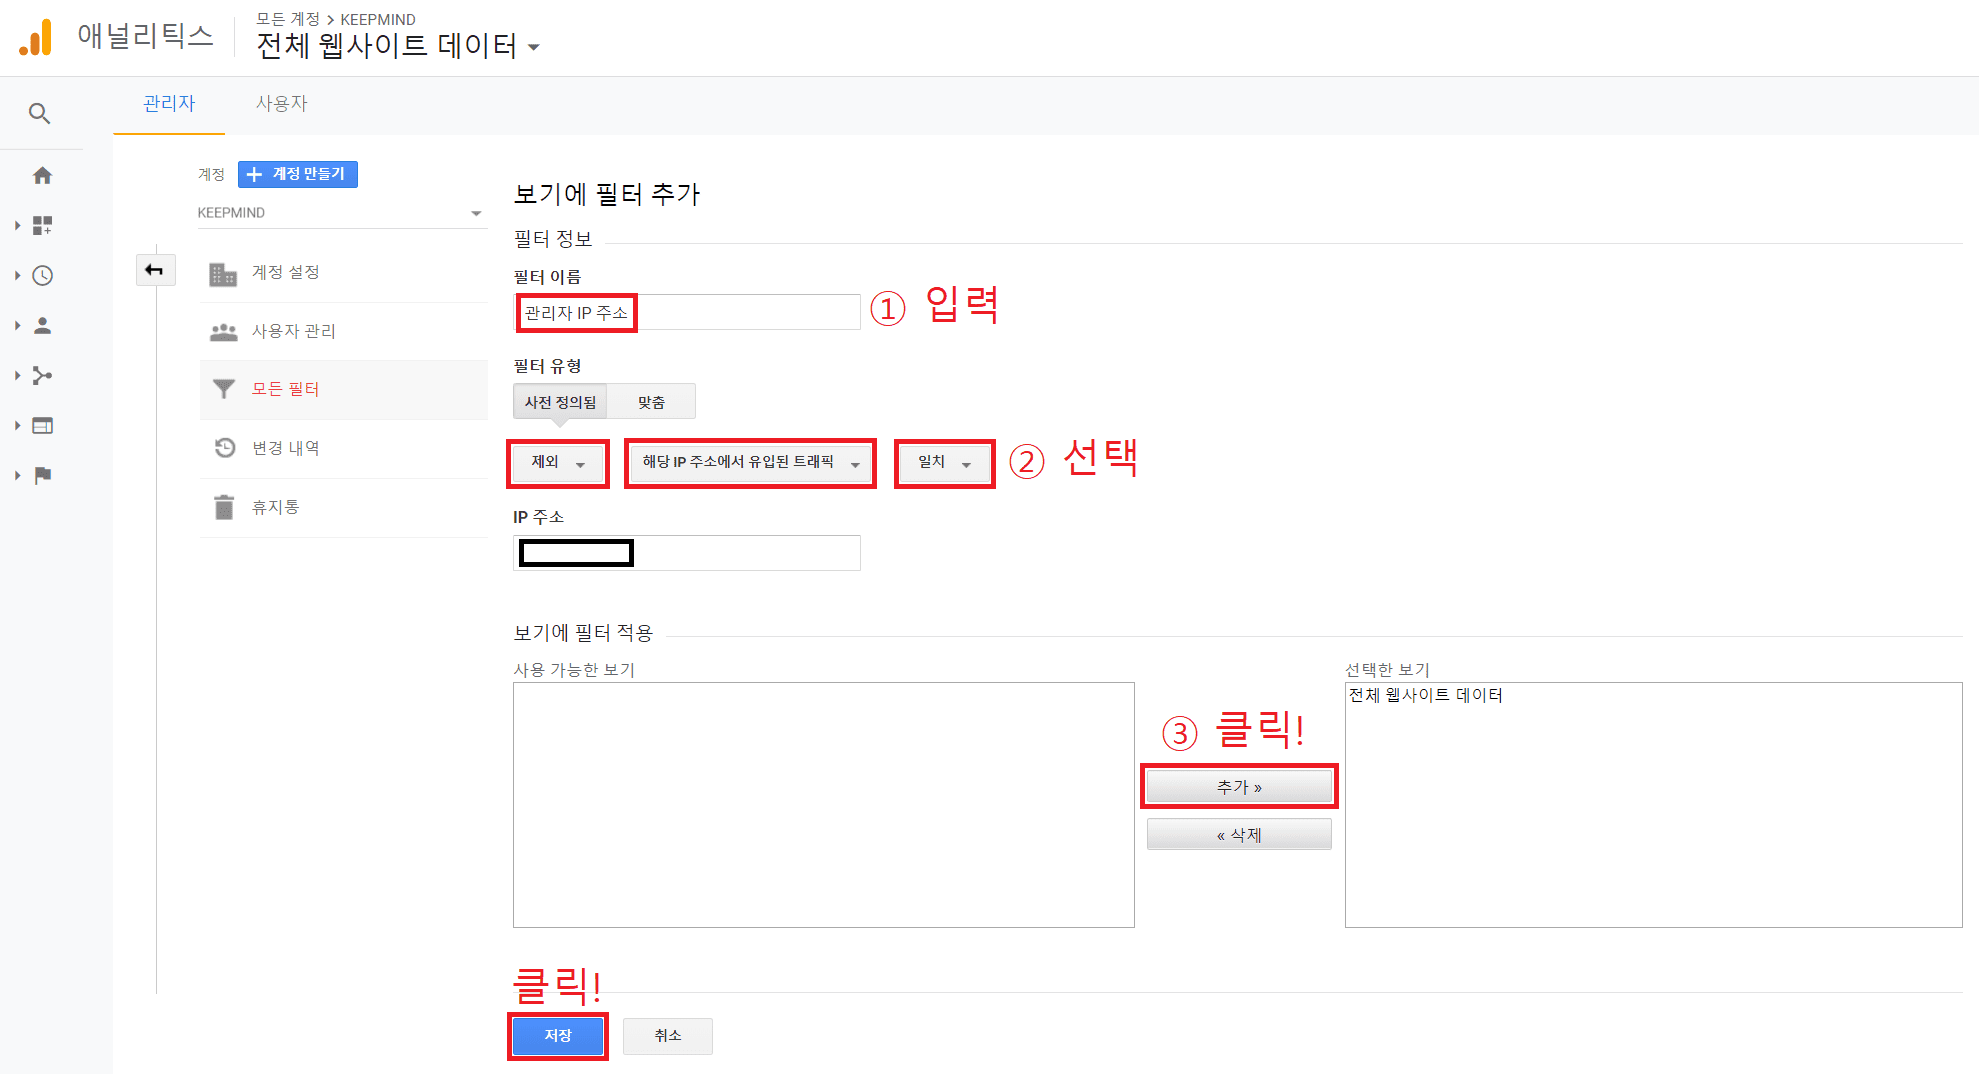 애널리틱스
모든 계정 > KEEPMIND
전체 웹사이트 데이터
관리자 사용자
계정 + 계정 만들기
KEEPMIND
계정 설정
사용자 관리
모든 필터
변경 내역
휴지통
보기에 필터 추가
필터 정보
필터 이름
관리자 IP 주소 ① 입력
필터 유형
사전 정의됨 맞춤
제외 해당 IP 주소에서 유입된 트래픽 일치 ② 선택
IP 주소
보기에 필터 적용
사용 가능한 보기 선택한 보기
전체 웹사이트 데이터
③ 클릭!
추가 »
« 삭제
클릭!
저장 취소